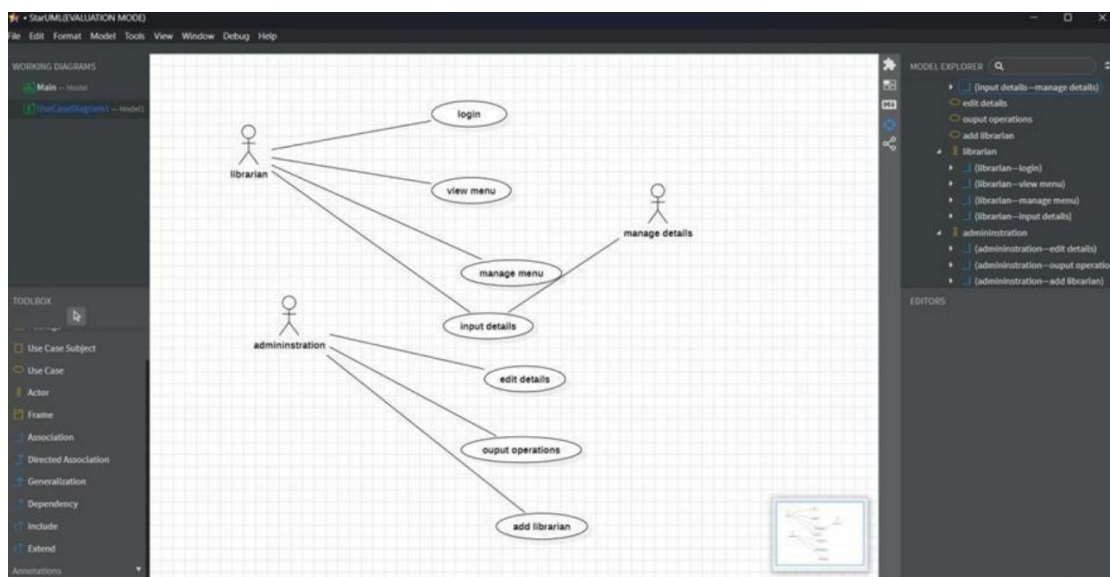 StarUML(EVALUATION MODE)
File Edit Format Model Tools View Window Debug Help
WORKING DIAGRAMS
Main — Model
UseCaseDiagram1 — Model1
TOOLBOX
Use Case Subject
Use Case
Actor
Frame
Association
Directed Association
Generalization
Dependency
Include
Extend
Annotations
login
librarian
view menu
manage details
manage menu
input details
admininstration
edit details
ouput operations
add librarian
MODEL EXPLORER
(input details—manage details)
edit details
ouput operations
add librarian
librarian
(librarian—login)
(librarian—view menu)
(librarian—manage menu)
(librarian—input details)
admininstration
(admininstration—edit details)
(admininstration—ouput operatio
(admininstration—add librarian)
EDITORS